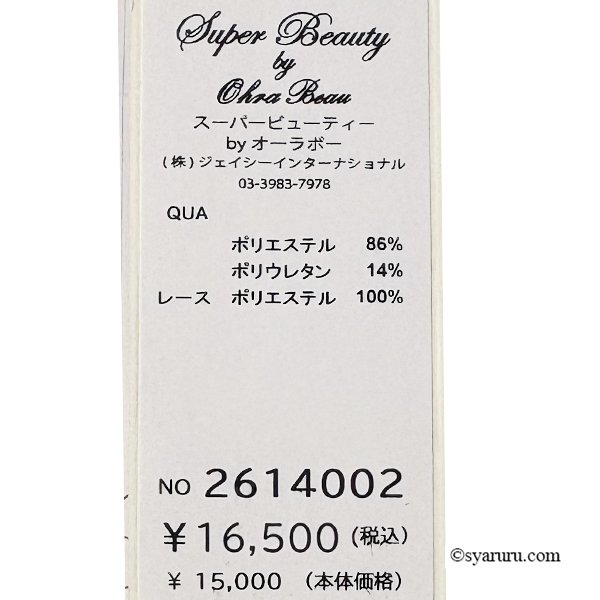 Super Beauty
by
Ohra Beau
スーパービューティー
by オーラボー
(株)ジェイシーインターナショナル
03-3983-7978
QUA
ポリエステル 86%
ポリウレタン 14%
レース ポリエステル 100%
NO 2614002
¥16,500(税込)
¥ 15,000 (本体価格)
©syaruru.com